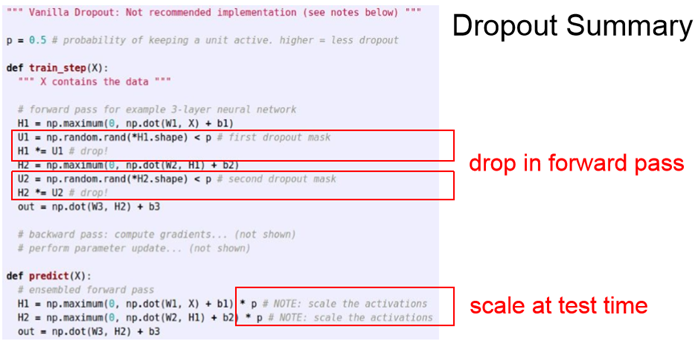 """ Vanilla Dropout: Not recommended implementation (see notes below) """
Dropout Summary
p = 0.5 # probability of keeping a unit active. higher = less dropout
def train_step(X):
""" X contains the data """
# forward pass for example 3-layer neural network
H1 = np.maximum(0, np.dot(W1, X) + b1)
U1 = np.random.rand(*H1.shape) < p # first dropout mask
H1 *= U1 # drop!
H2 = np.maximum(0, np.dot(W2, H1) + b2)
drop in forward pass
U2 = np.random.rand(*H2.shape) < p # second dropout mask
H2 *= U2 # drop!
out = np.dot(W3, H2) + b3
# backward pass: compute gradients... (not shown)
# perform parameter update... (not shown)
def predict(X):
# ensembled forward pass
H1 = np.maximum(0, np.dot(W1, X) + b1) * p # NOTE: scale the activations
scale at test time
H2 = np.maximum(0, np.dot(W2, H1) + b2) * p # NOTE: scale the activations
out = np.dot(W3, H2) + b3